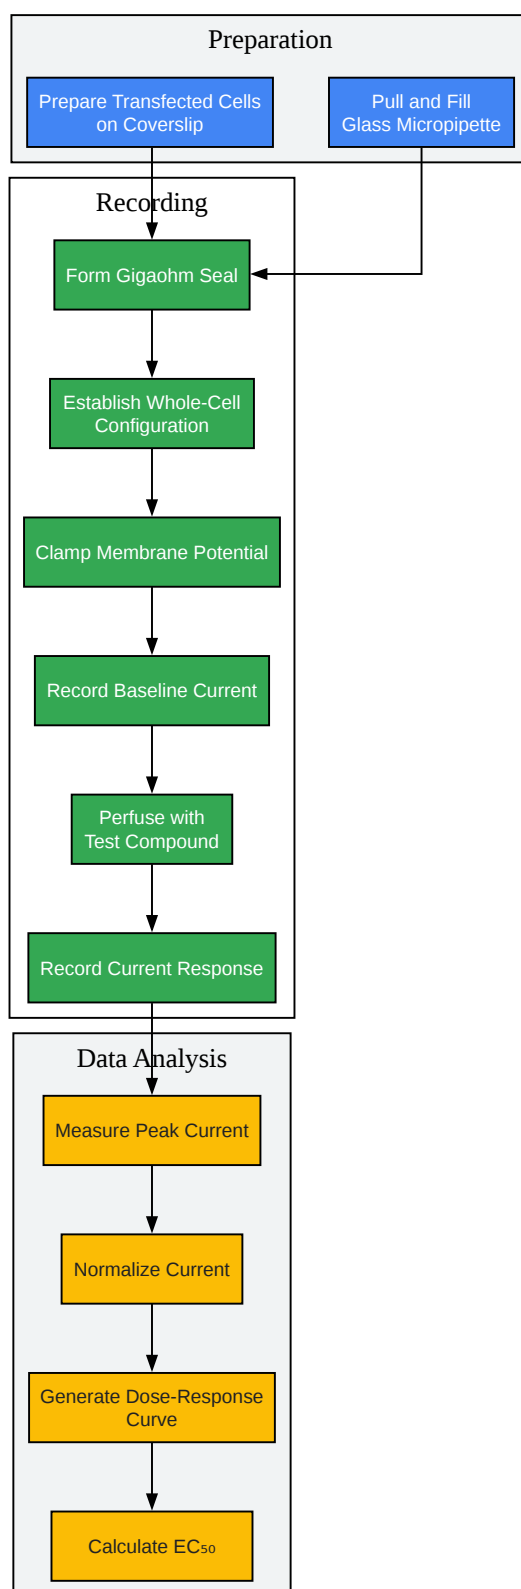 Preparation
Prepare Transfected Cells
on Coverslip
Pull and Fill
Glass Micropipette
Recording
Form Gigaohm Seal
Establish Whole-Cell
Configuration
Clamp Membrane Potential
Record Baseline Current
Perfuse with
Test Compound
Record Current Response
Data Analysis
Measure Peak Current
Normalize Current
Generate Dose-Response
Curve
Calculate EC₅₀